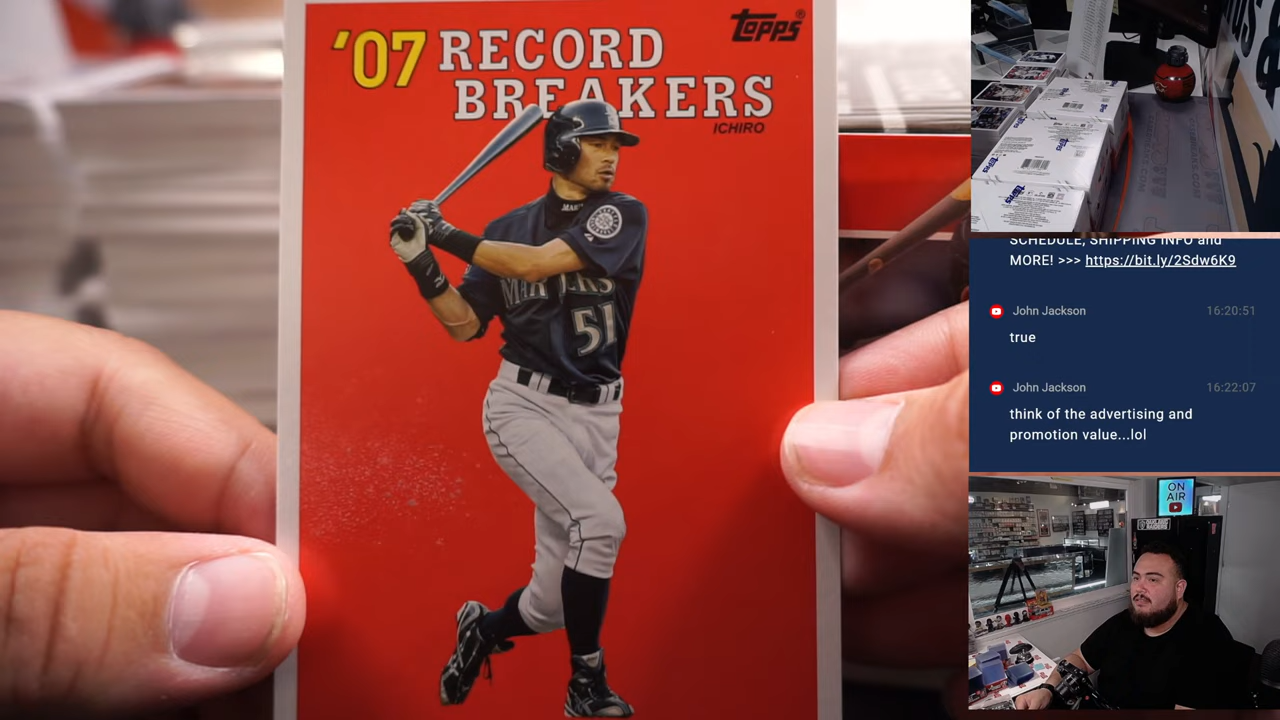 '07 RECORD
BREAKERS
ICHIRO
Topps®
51
SCHEDULE, SHIPPING INFO and
MORE! >>> https://bit.ly/2Sdw6K9
John Jackson 16:20:51
true
John Jackson 16:22:07
think of the advertising and
promotion value...lol
ON
AIR